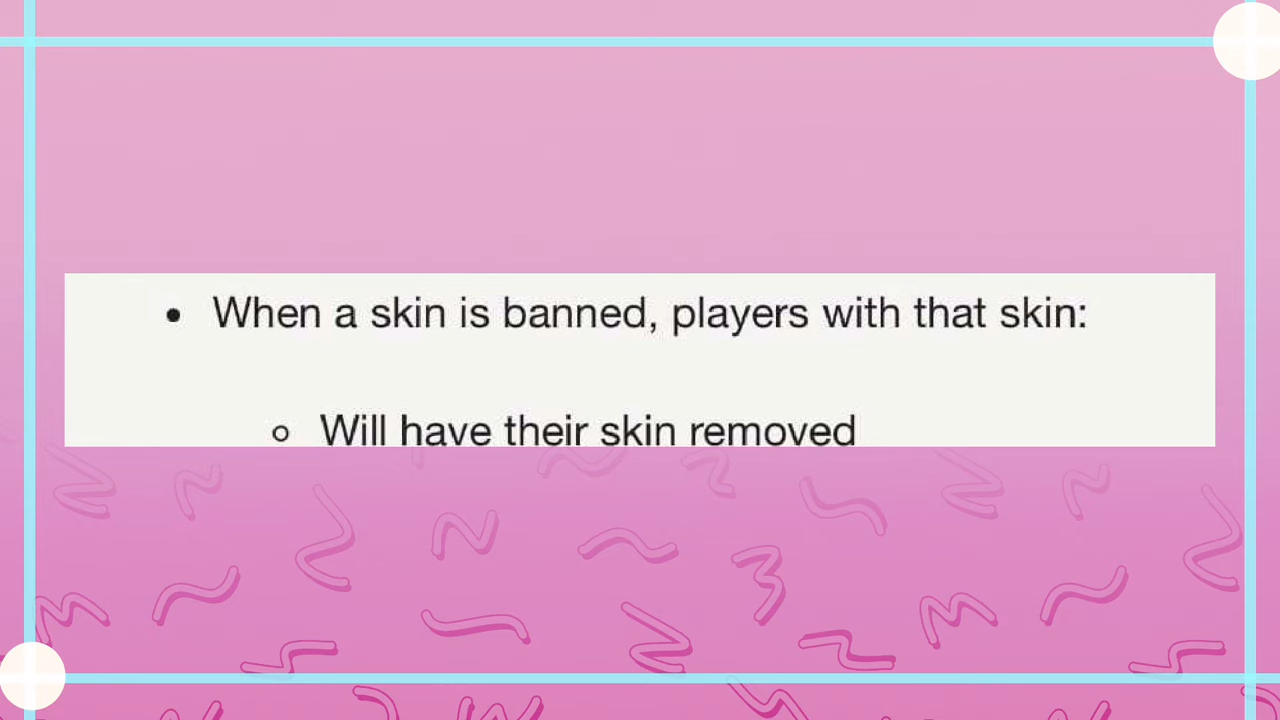 • When a skin is banned, players with that skin:
○ Will have their skin removed